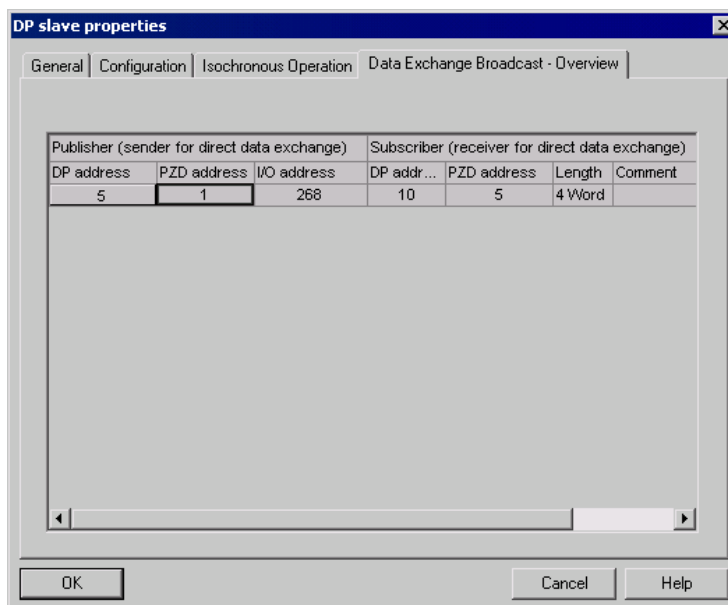 DP slave properties
General Configuration Isochronous Operation Data Exchange Broadcast - Overview
Publisher (sender for direct data exchange) Subscriber (receiver for direct data exchange)
DP address PZD address I/O address DP addr... PZD address Length Comment
5 1 268 10 5 4 Word
OK Cancel Help